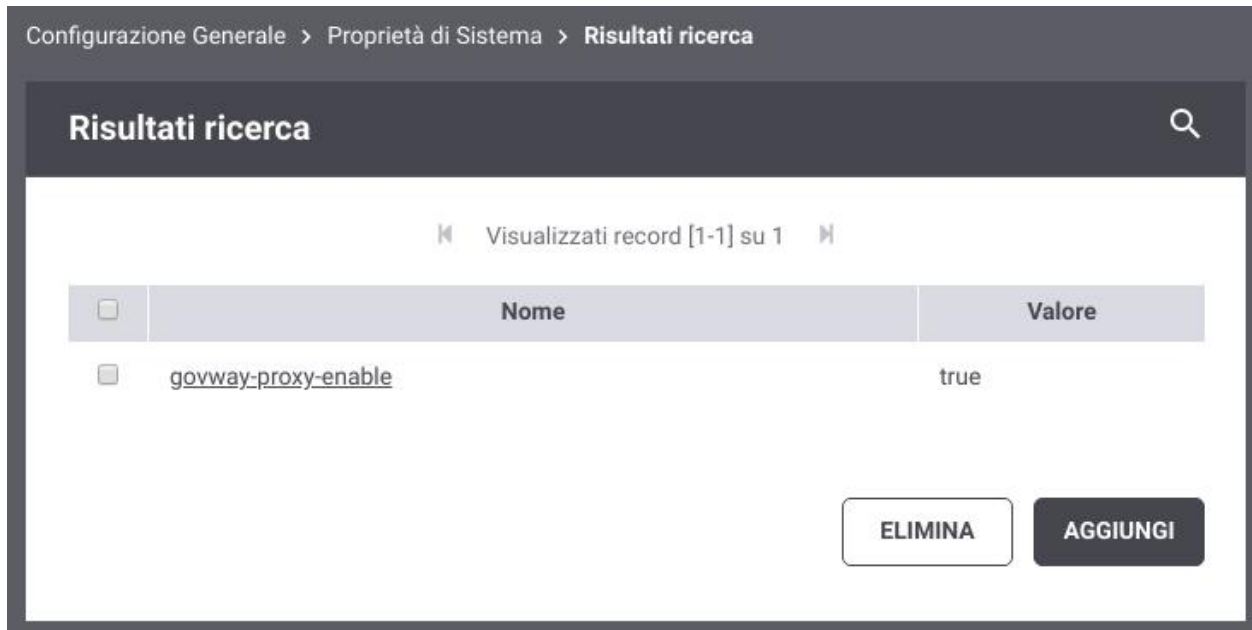 Configurazione Generale > Proprietà di Sistema > Risultati ricerca
Risultati ricerca
Visualizzati record [1-1] su 1
Nome Valore
govway-proxy-enable true
ELIMINA AGGIUNGI